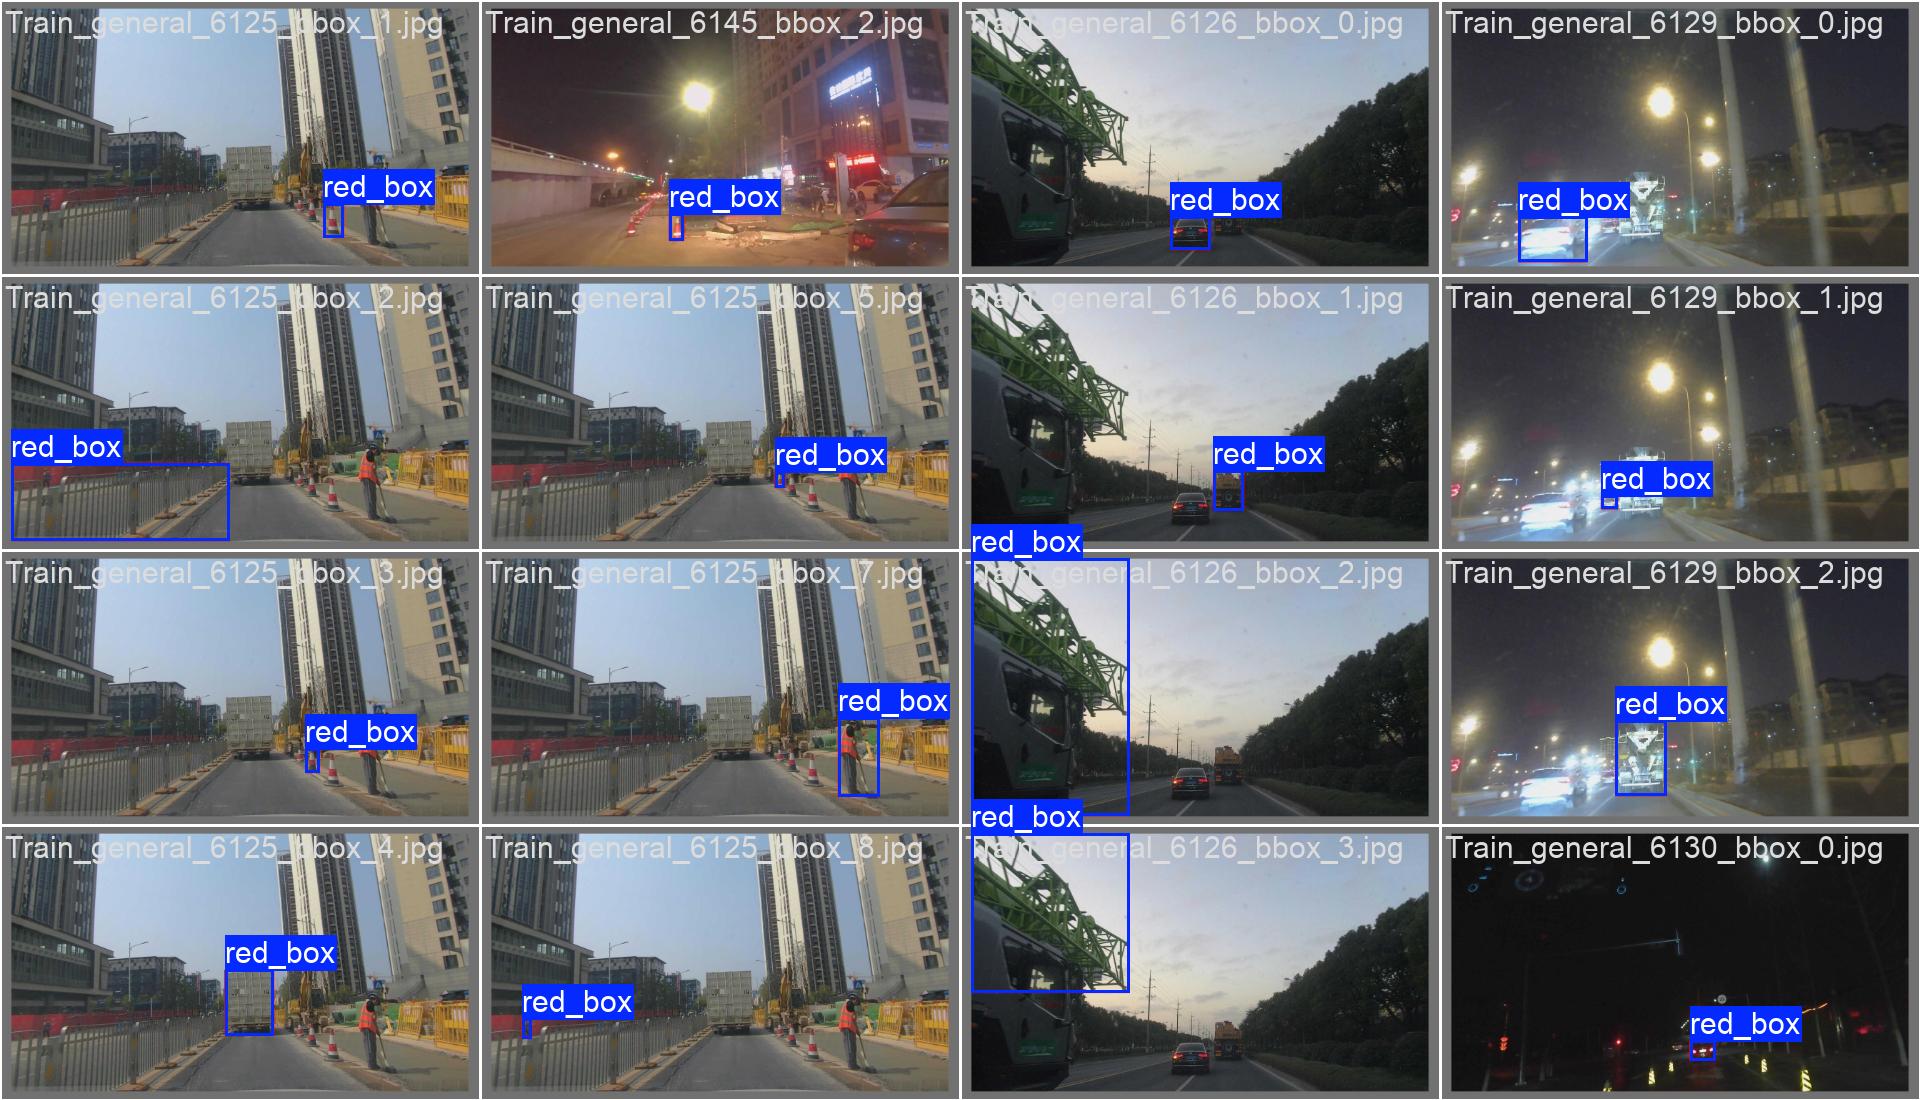 Train_general_6125_bbox_1.jpg
Train_general_6145_bbox_2.jpg
Train_general_6126_bbox_0.jpg
Train_general_6129_bbox_0.jpg
red_box
red_box
red_box
red_box
Train_general_6125_bbox_2.jpg
Train_general_6125_bbox_5.jpg
Train_general_6126_bbox_1.jpg
Train_general_6129_bbox_1.jpg
red_box
red_box
red_box
red_box
Train_general_6125_bbox_3.jpg
Train_general_6125_bbox_7.jpg
red_box
Train_general_6126_bbox_2.jpg
Train_general_6129_bbox_2.jpg
red_box
red_box
red_box
Train_general_6125_bbox_4.jpg
Train_general_6125_bbox_8.jpg
red_box
Train_general_6126_bbox_3.jpg
Train_general_6130_bbox_0.jpg
red_box
red_box
red_box